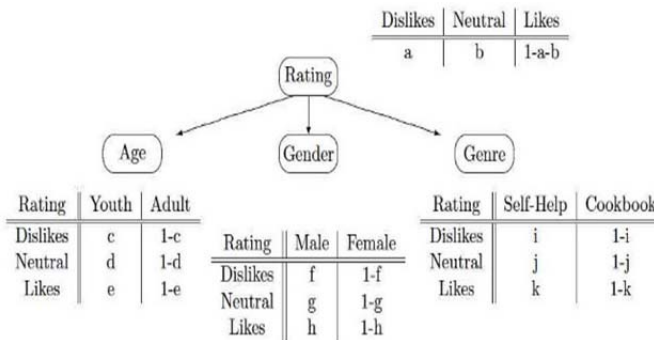 Dislikes Neutral Likes
a b 1-a-b
Rating
Age Gender Genre
Rating Youth Adult
Dislikes c 1-c
Neutral d 1-d
Likes e 1-e
Rating Male Female
Dislikes f 1-f
Neutral g 1-g
Likes h 1-h
Rating Self-Help Cookbook
Dislikes i 1-i
Neutral j 1-j
Likes k 1-k